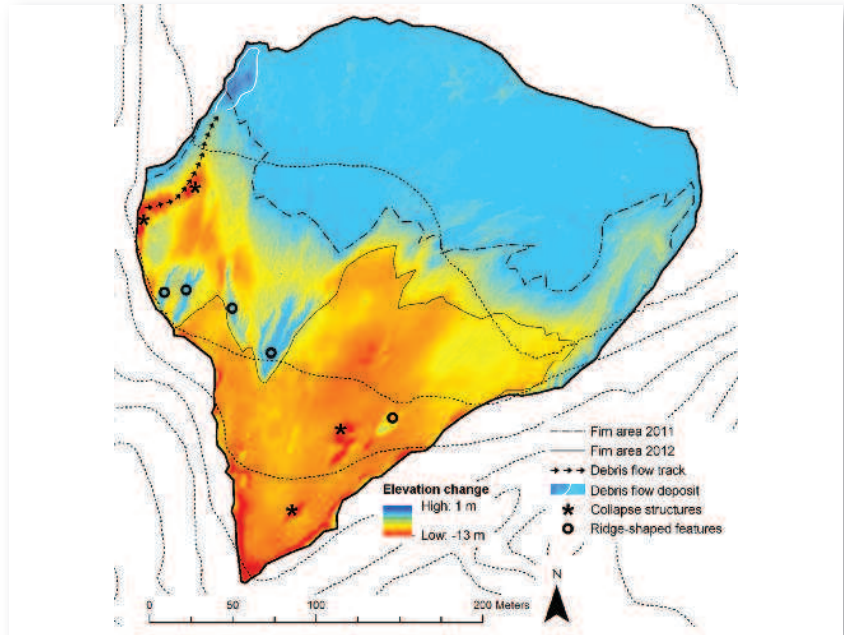 Firn area 2011
Firn area 2012
Debris flow track
Elevation change
Debris flow deposit
High: 1 m
Collapse structures
Ridge-shaped features
Low: -13 m
N
0 50 100 200 Meters